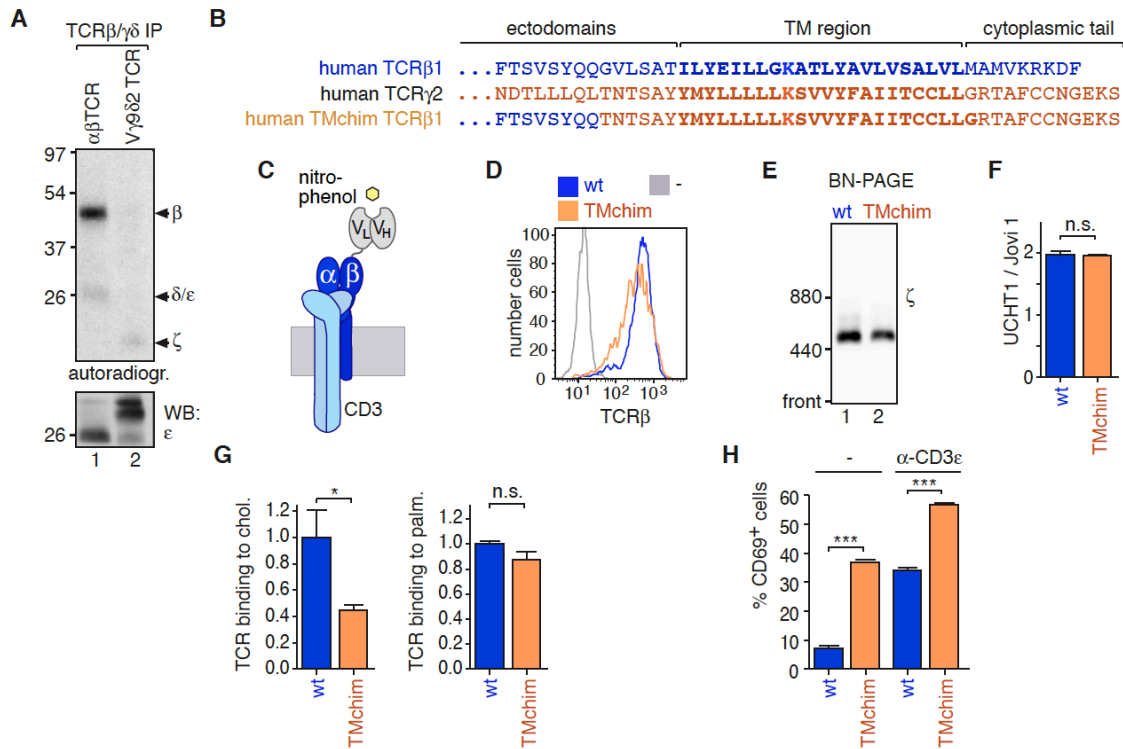 A
TCRβ/γδ IP
αβTCR
Vγ9δ2 TCR
97
54
37
26
β
δ/ε
ζ
autoradiogr.
WB:
ε
26
1 2
B
ectodomains TM region cytoplasmic tail
human TCRβ1 ...FTSVSYQQGVLSATILYEILLGKATLYAVLVSALVLMAMVKRKDF
human TCRγ2 ...NDTLLLQLTNTSAYYMYLLLLLKSVVYFAIITCCLLGRTAFCCNGEKS
human TMchim TCRβ1 ...FTSVSYQQTNTSAYYMYLLLLLKSVVYFAIITCCLLGRTAFCCNGEKS
C
nitro-
phenol
VL VH
α β
CD3
D
wt -
TMchim
number cells
100
80
60
40
20
0
10¹ 10² 10³
TCRβ
E
BN-PAGE
wt TMchim
880
440
front
ζ
1 2
F
UCHT1 / Jovi 1
n.s.
2
1
0
wt
TMchim
G
TCR binding to chol.
*
1.2
1.0
0.8
0.6
0.4
0.2
0.0
wt
TMchim
TCR binding to palm.
n.s.
1.2
1.0
0.8
0.6
0.4
0.2
0.0
wt
TMchim
H
- α-CD3ε
% CD69+ cells
***
***
60
50
40
30
20
10
0
wt
TMchim
wt
TMchim